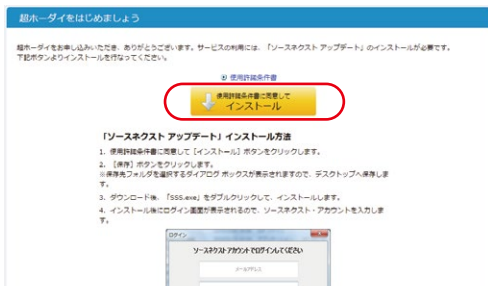 超ホーダイをはじめましょう
超ホーダイをお申し込みいただき、ありがとうございます。サービスの利用には、「ソースネクスト アップデート」のインストールが必要です。
下記ボタンよりインストールを行なってください。
使用許諾条件書
使用許諾条件書に同意して
インストール
「ソースネクスト アップデート」インストール方法
1. 使用許諾条件書に同意して［インストール］ボタンをクリックします。
2. ［保存］ボタンをクリックします。
※保存先フォルダを選択するダイアログ ボックスが表示されますので、デスクトップへ保存しま
す。
3. ダウンロード後、「SSS.exe」をダブルクリックして、インストールします。
4. インストール後にログイン画面が表示されるので、ソースネクスト・アカウントを入力しま
す。
ログイン
ソースネクスト・アカウントでログインしてください
メールアドレス